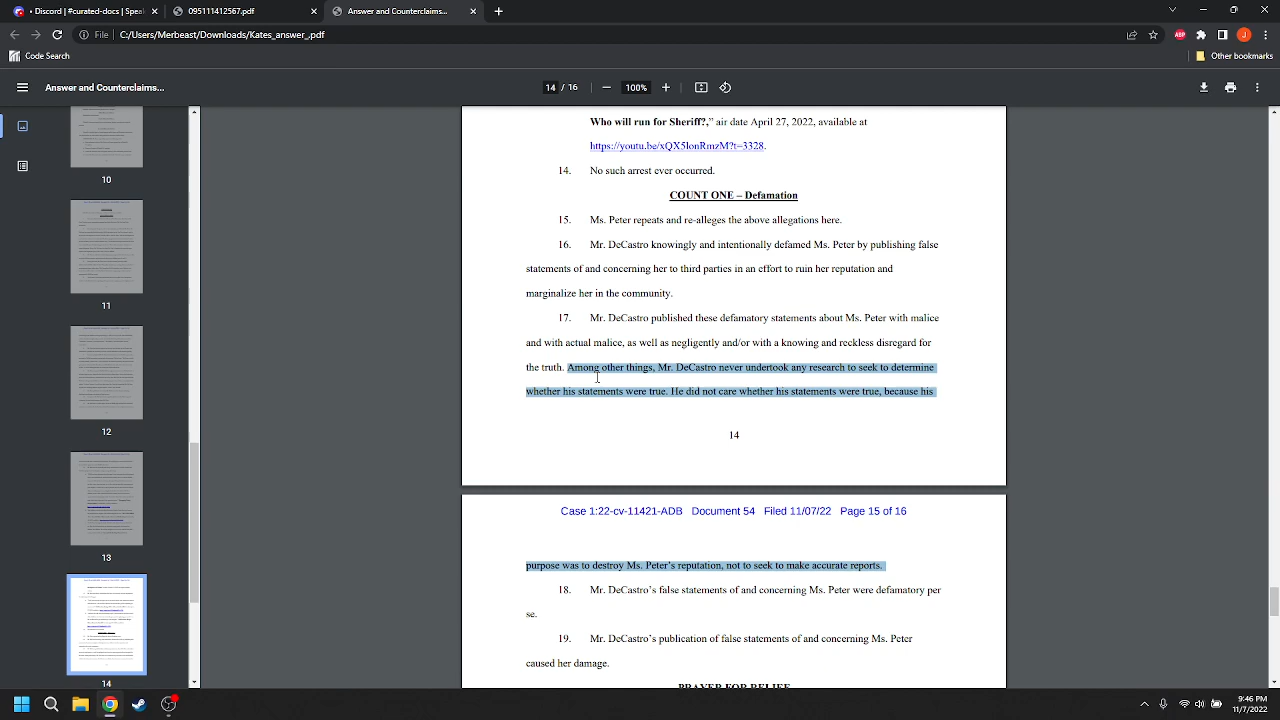 Discord | #curated-docs | Spea
095111412567.pdf
Answer and Counterclaims...
File
C:/Users/Merbeast/Downloads/Kates_answer_.pdf
ABP
J
Code Search
Other bookmarks
Answer and Counterclaims...
14 / 16
100%
Who will run for Sheriff?," air date April 27, 2022, available at
https://youtu.be/xQX5lonRmzM?t=3328.
14. No such arrest ever occurred.
COUNT ONE – Defamation
15. Ms. Peter repeats and re-alleges the above allegations here.
16. Mr. DeCastro knowingly and intentionally defamed Ms. Peter by publishing false
statements of and concerning her to third parties in an effort to ruin her reputation and
marginalize her in the community.
17. Mr. DeCastro published these defamatory statements about Ms. Peter with malice
and with actual malice, as well as negligently and/or with a knowing and reckless disregard for
the truth. Among other things, Mr. DeCastro never undertook any research to seek to determine
whether his statements were true. He did not care whether his statements were true, because his
14
Case 1:22-cv-11421-ADB Document 54 Filed 11/07/22 Page 15 of 16
purpose was to destroy Ms. Peter's reputation, not to seek to make accurate reports.
18. Mr. DeCastro's false statements of and concerning Ms. Peter were defamatory per
se.
19. Mr. DeCastro's publication of false statements of and concerning Ms. Peter
caused her damage.
PRAYER FOR RELIEF
10
11
12
13
14
9:46 PM
11/7/2022